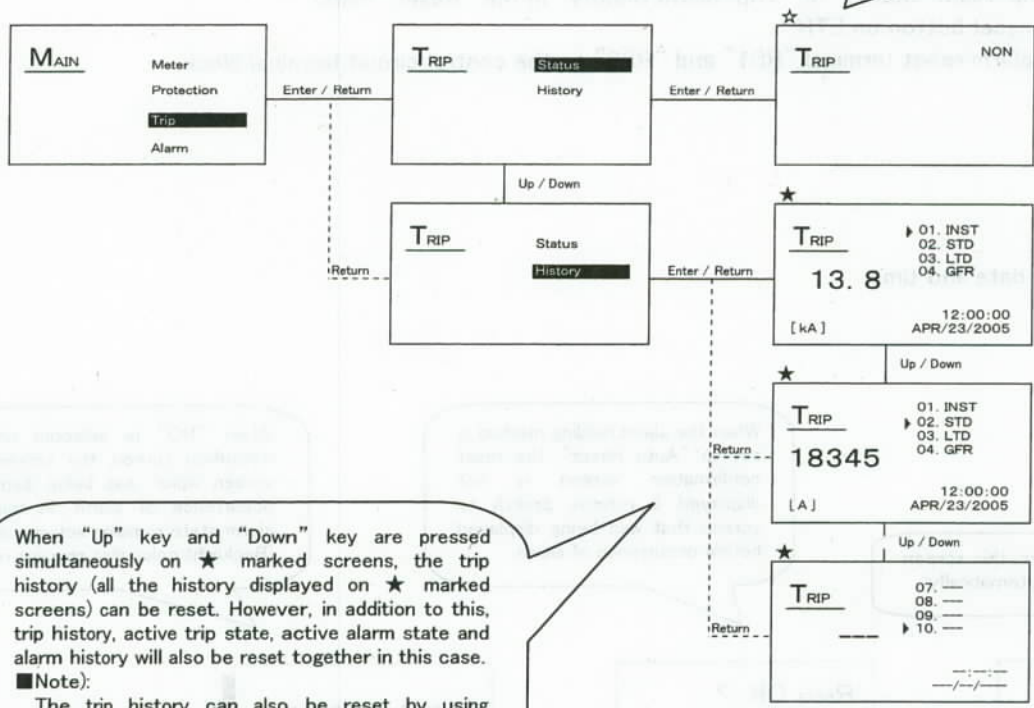 ☆
MAIN
Meter
Protection
Trip
Alarm
Enter / Return
TRIP
Status
History
Enter / Return
TRIP
NON
Up / Down
Return
TRIP
Status
History
Enter / Return
★
TRIP
▶ 01. INST
02. STD
03. LTD
04. GFR
13. 8
[kA]
12:00:00
APR/23/2005
Up / Down
Return
★
TRIP
01. INST
▶ 02. STD
03. LTD
04. GFR
18345
[A]
12:00:00
APR/23/2005
Up / Down
Return
★
TRIP
07. ---
08. ---
09. ---
▶ 10. ---
---
--:--:--
---/--/----
When "Up" key and "Down" key are pressed
simultaneously on ★ marked screens, the trip
history (all the history displayed on ★ marked
screens) can be reset. However, in addition to this,
trip history, active trip state, active alarm state and
alarm history will also be reset together in this case.
■Note):
The trip history can also be reset by using